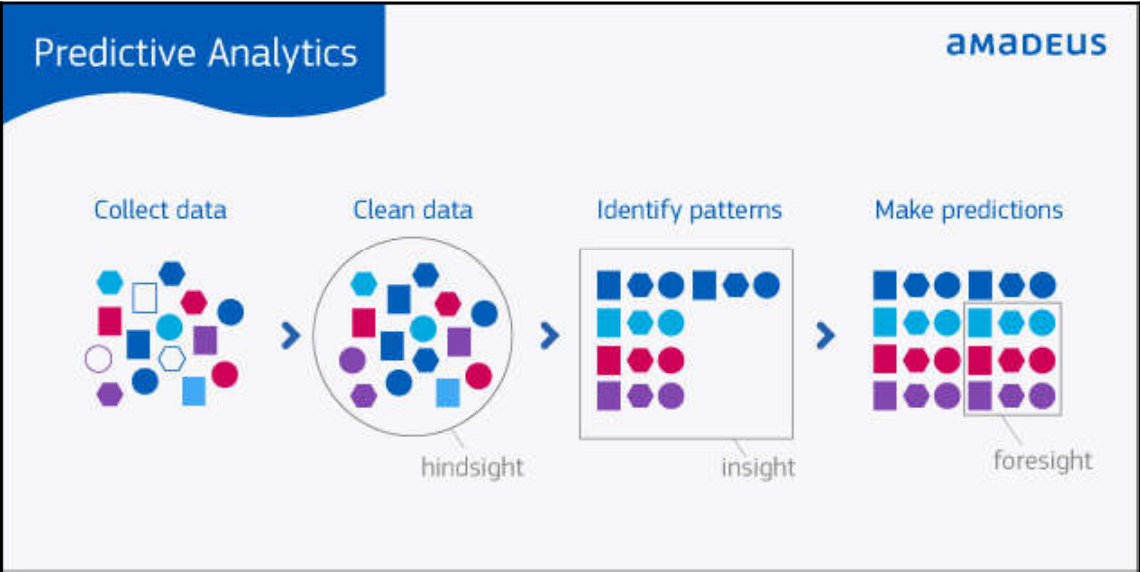 Predictive Analytics
amadeus
Collect data
Clean data
Identify patterns
Make predictions
hindsight
insight
foresight